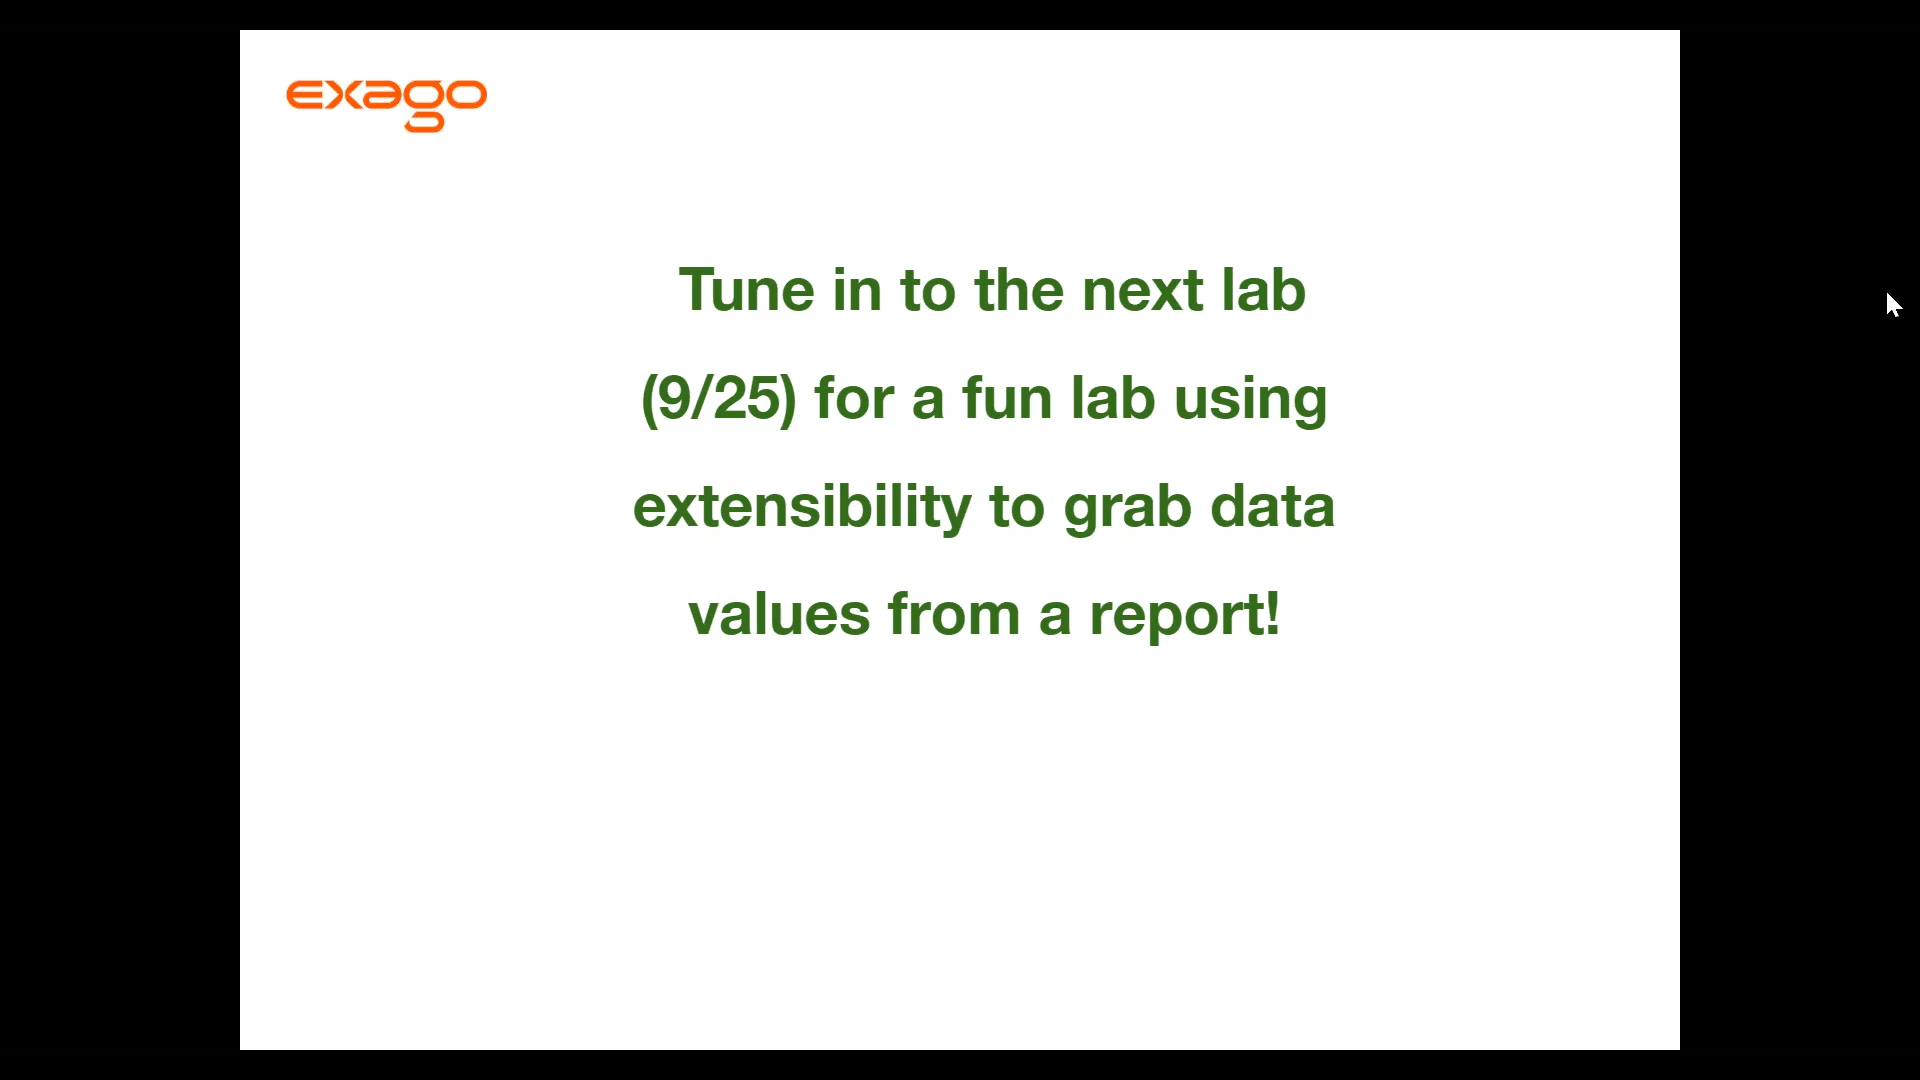 exago
Tune in to the next lab
(9/25) for a fun lab using
extensibility to grab data
values from a report!